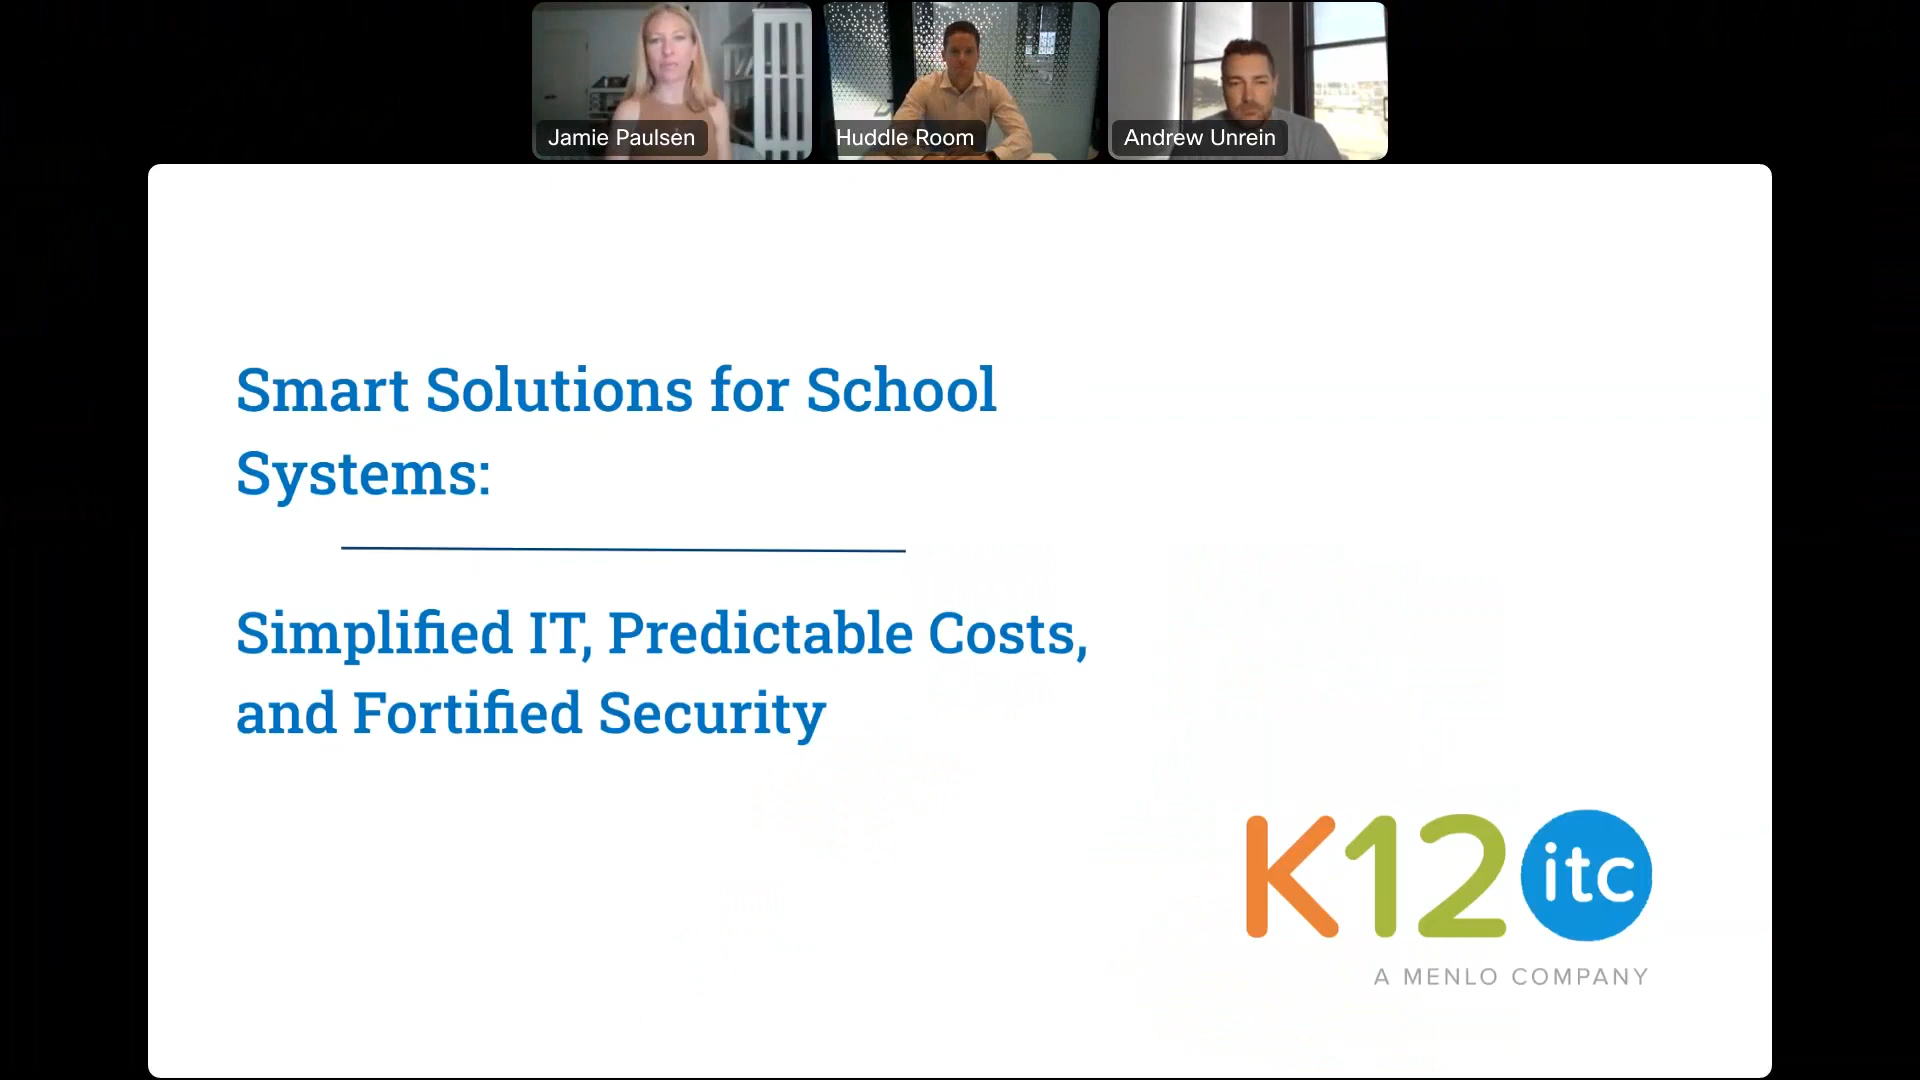 Jamie Paulsen
Huddle Room
Andrew Unrein
Smart Solutions for School
Systems:
Simplified IT, Predictable Costs,
and Fortified Security
K12 itc
A MENLO COMPANY